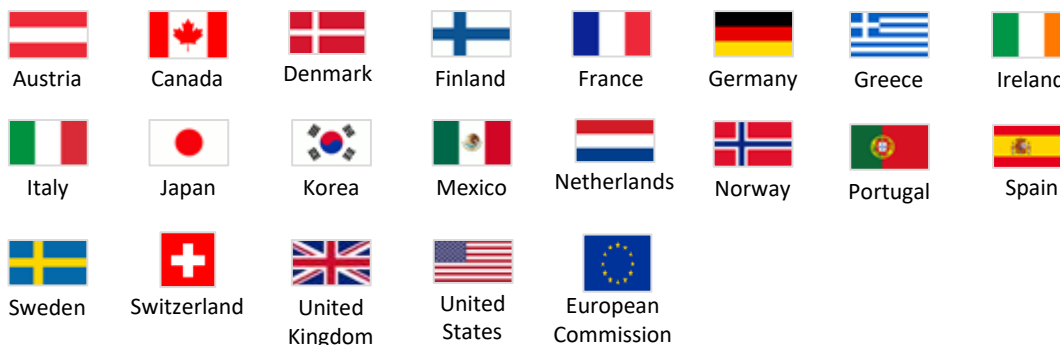 Austria Canada Denmark Finland France Germany Greece Ireland
Italy Japan Korea Mexico Netherlands Norway Portugal Spain
Sweden Switzerland United Kingdom United States European Commission